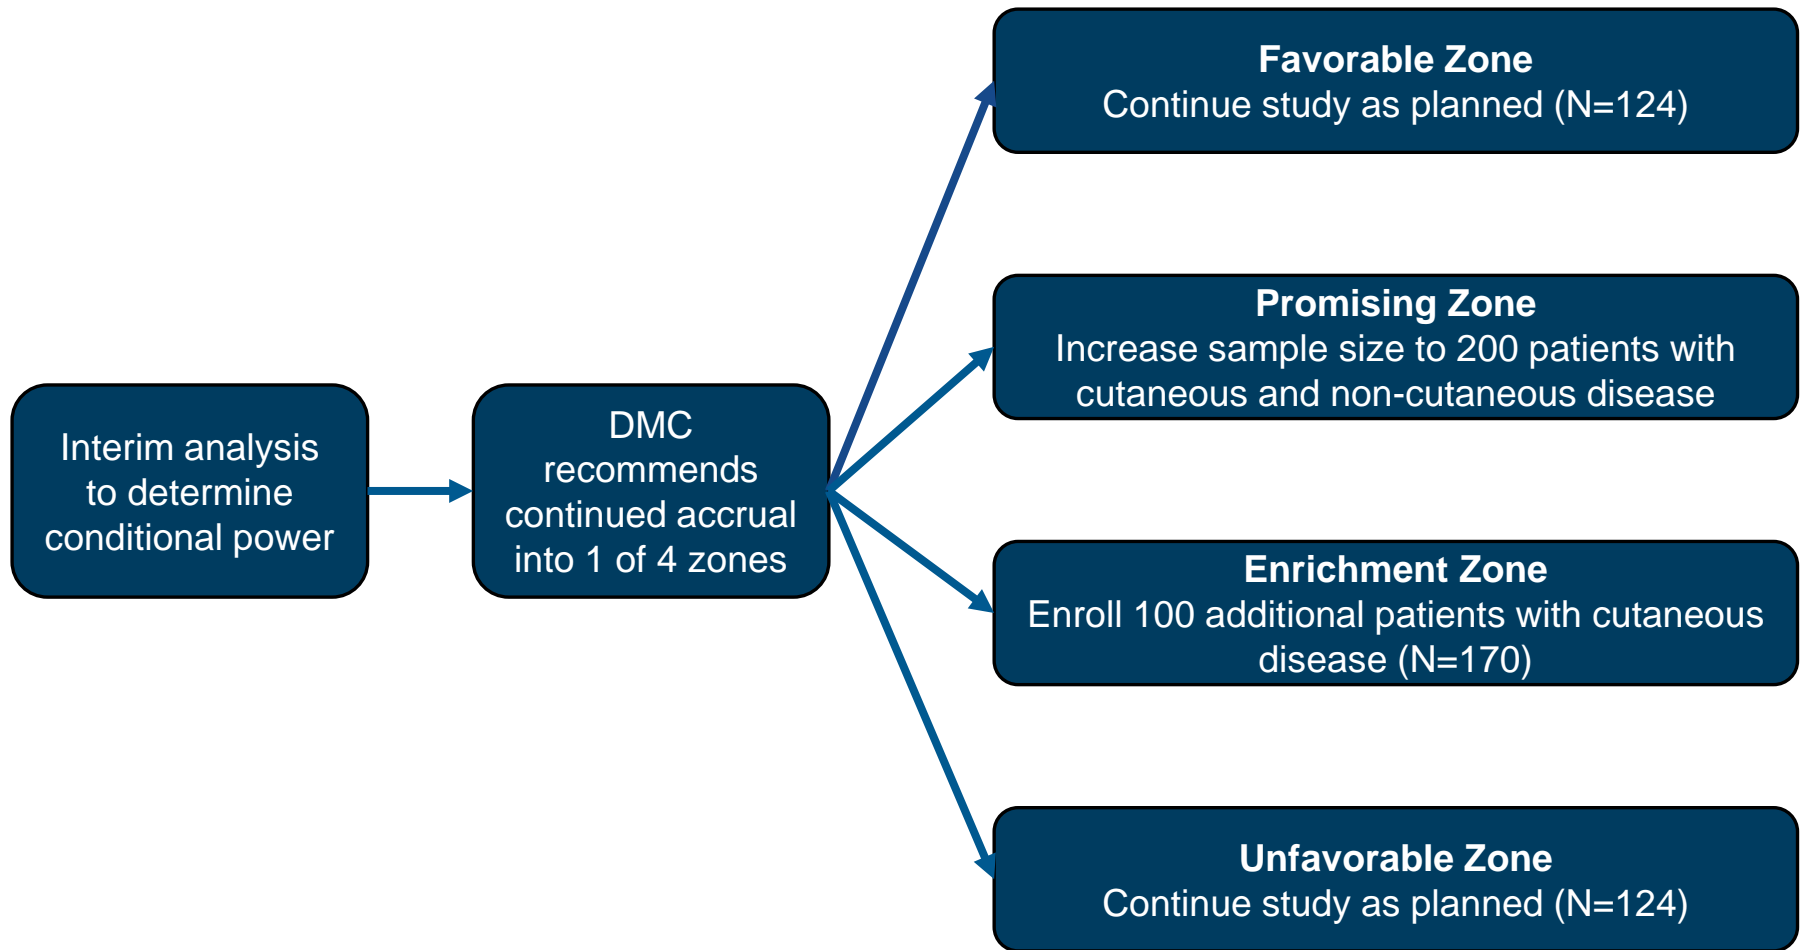 Interim analysis
to determine
conditional power
DMC
recommends
continued accrual
into 1 of 4 zones
Favorable Zone
Continue study as planned (N=124)
Promising Zone
Increase sample size to 200 patients with
cutaneous and non-cutaneous disease
Enrichment Zone
Enroll 100 additional patients with cutaneous
disease (N=170)
Unfavorable Zone
Continue study as planned (N=124)